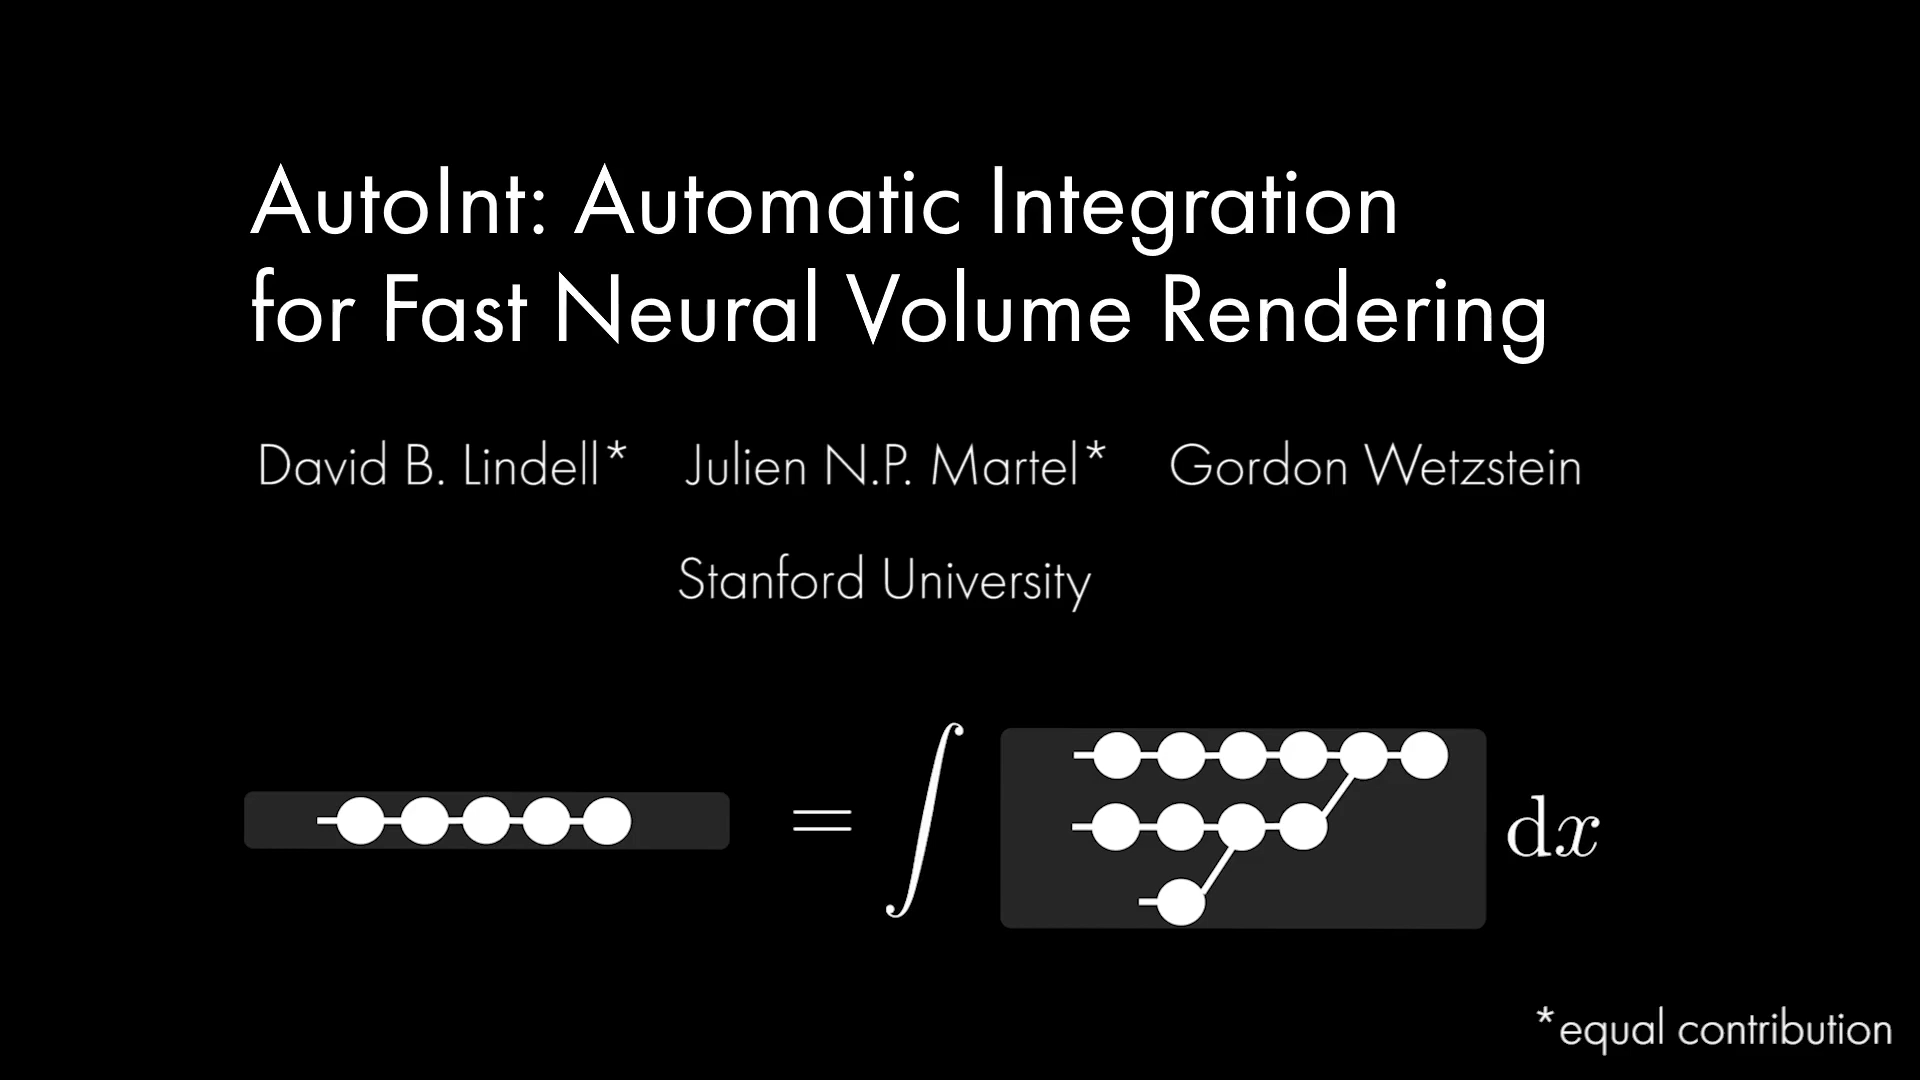 AutoInt: Automatic Integration
for Fast Neural Volume Rendering
David B. Lindell* Julien N.P. Martel* Gordon Wetzstein
Stanford University
= ∫ dx
*equal contribution